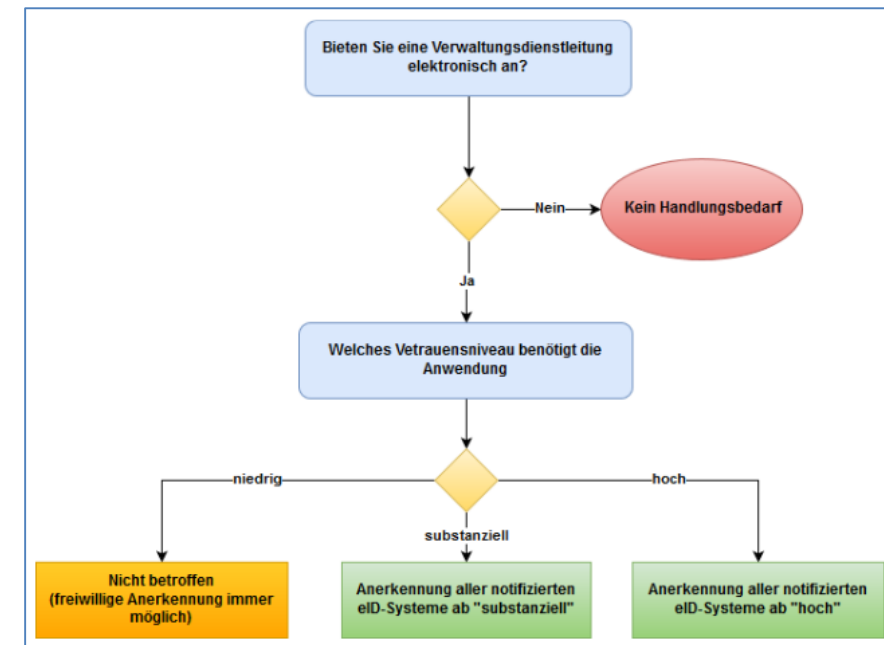 Bieten Sie eine Verwaltungsdienstleitung
elektronisch an?
Nein
Kein Handlungsbedarf
Ja
Welches Vetrauensniveau benötigt die
Anwendung
niedrig
hoch
substanziell
Nicht betroffen
(freiwillige Anerkennung immer
möglich)
Anerkennung aller notifizierten
eID-Systeme ab "substanziell"
Anerkennung aller notifizierten
eID-Systeme ab "hoch"